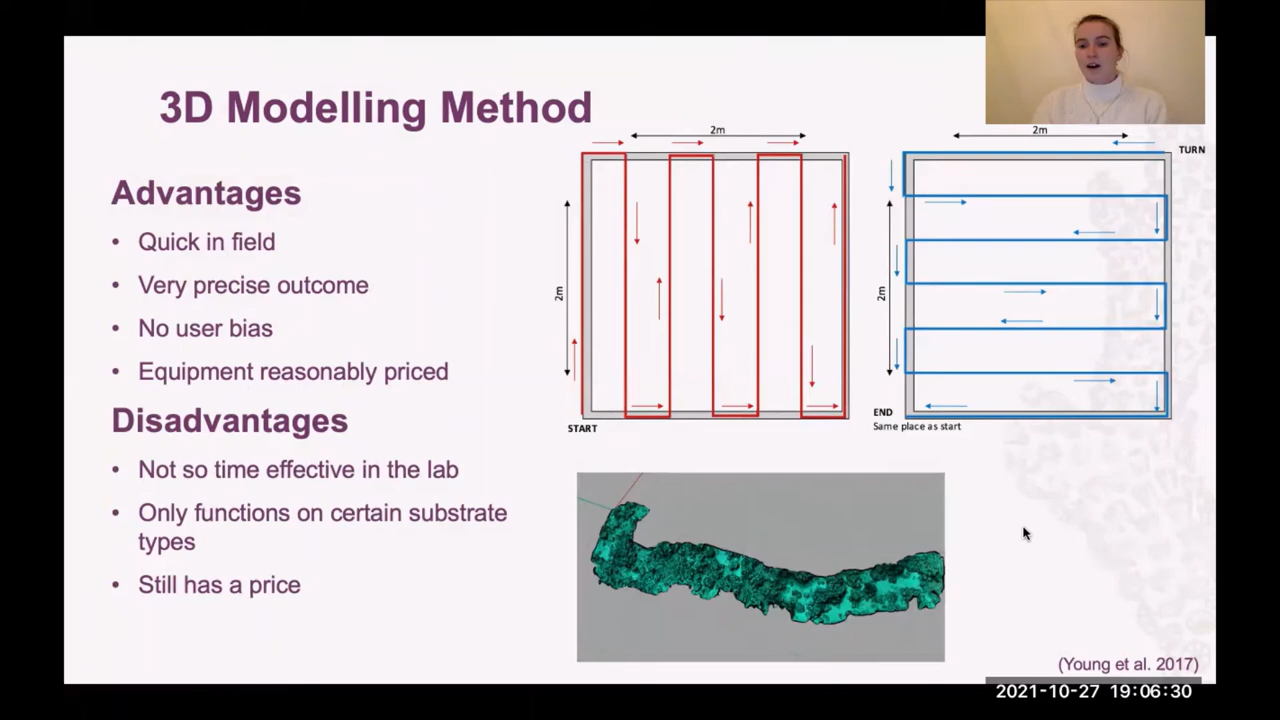 3D Modelling Method
Advantages
• Quick in field
• Very precise outcome
• No user bias
• Equipment reasonably priced
Disadvantages
• Not so time effective in the lab
• Only functions on certain substrate
types
• Still has a price
2m
2m
START
2m
TURN
2m
END
Same place as start
(Young et al. 2017)
2021-10-27 19:06:30